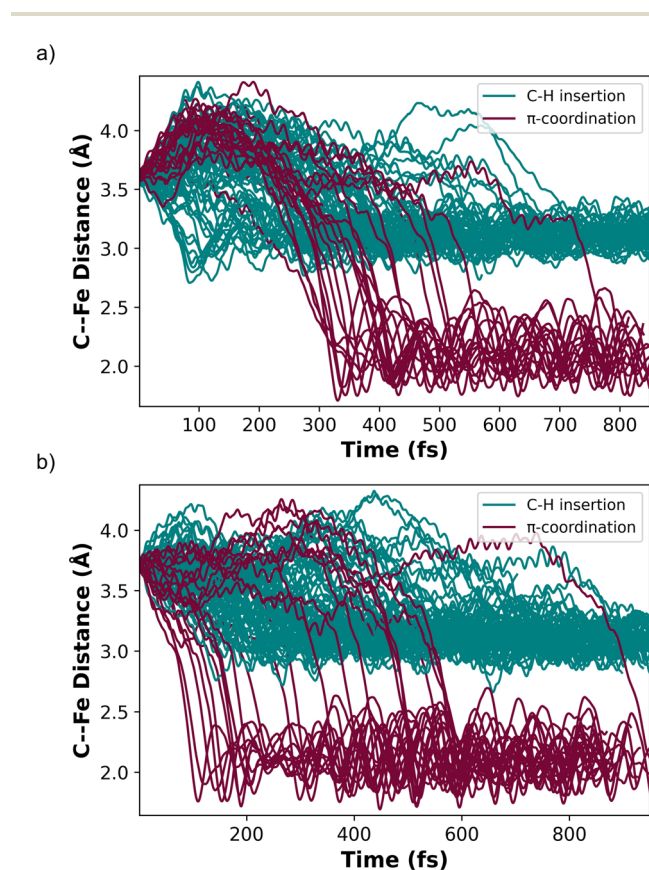 a)
C-H insertion
π-coordination
4.0
3.5
3.0
2.5
2.0
C--Fe Distance (Å)
100 200 300 400 500 600 700 800
Time (fs)
b)
C-H insertion
π-coordination
4.0
3.5
3.0
2.5
2.0
C--Fe Distance (Å)
200 400 600 800
Time (fs)